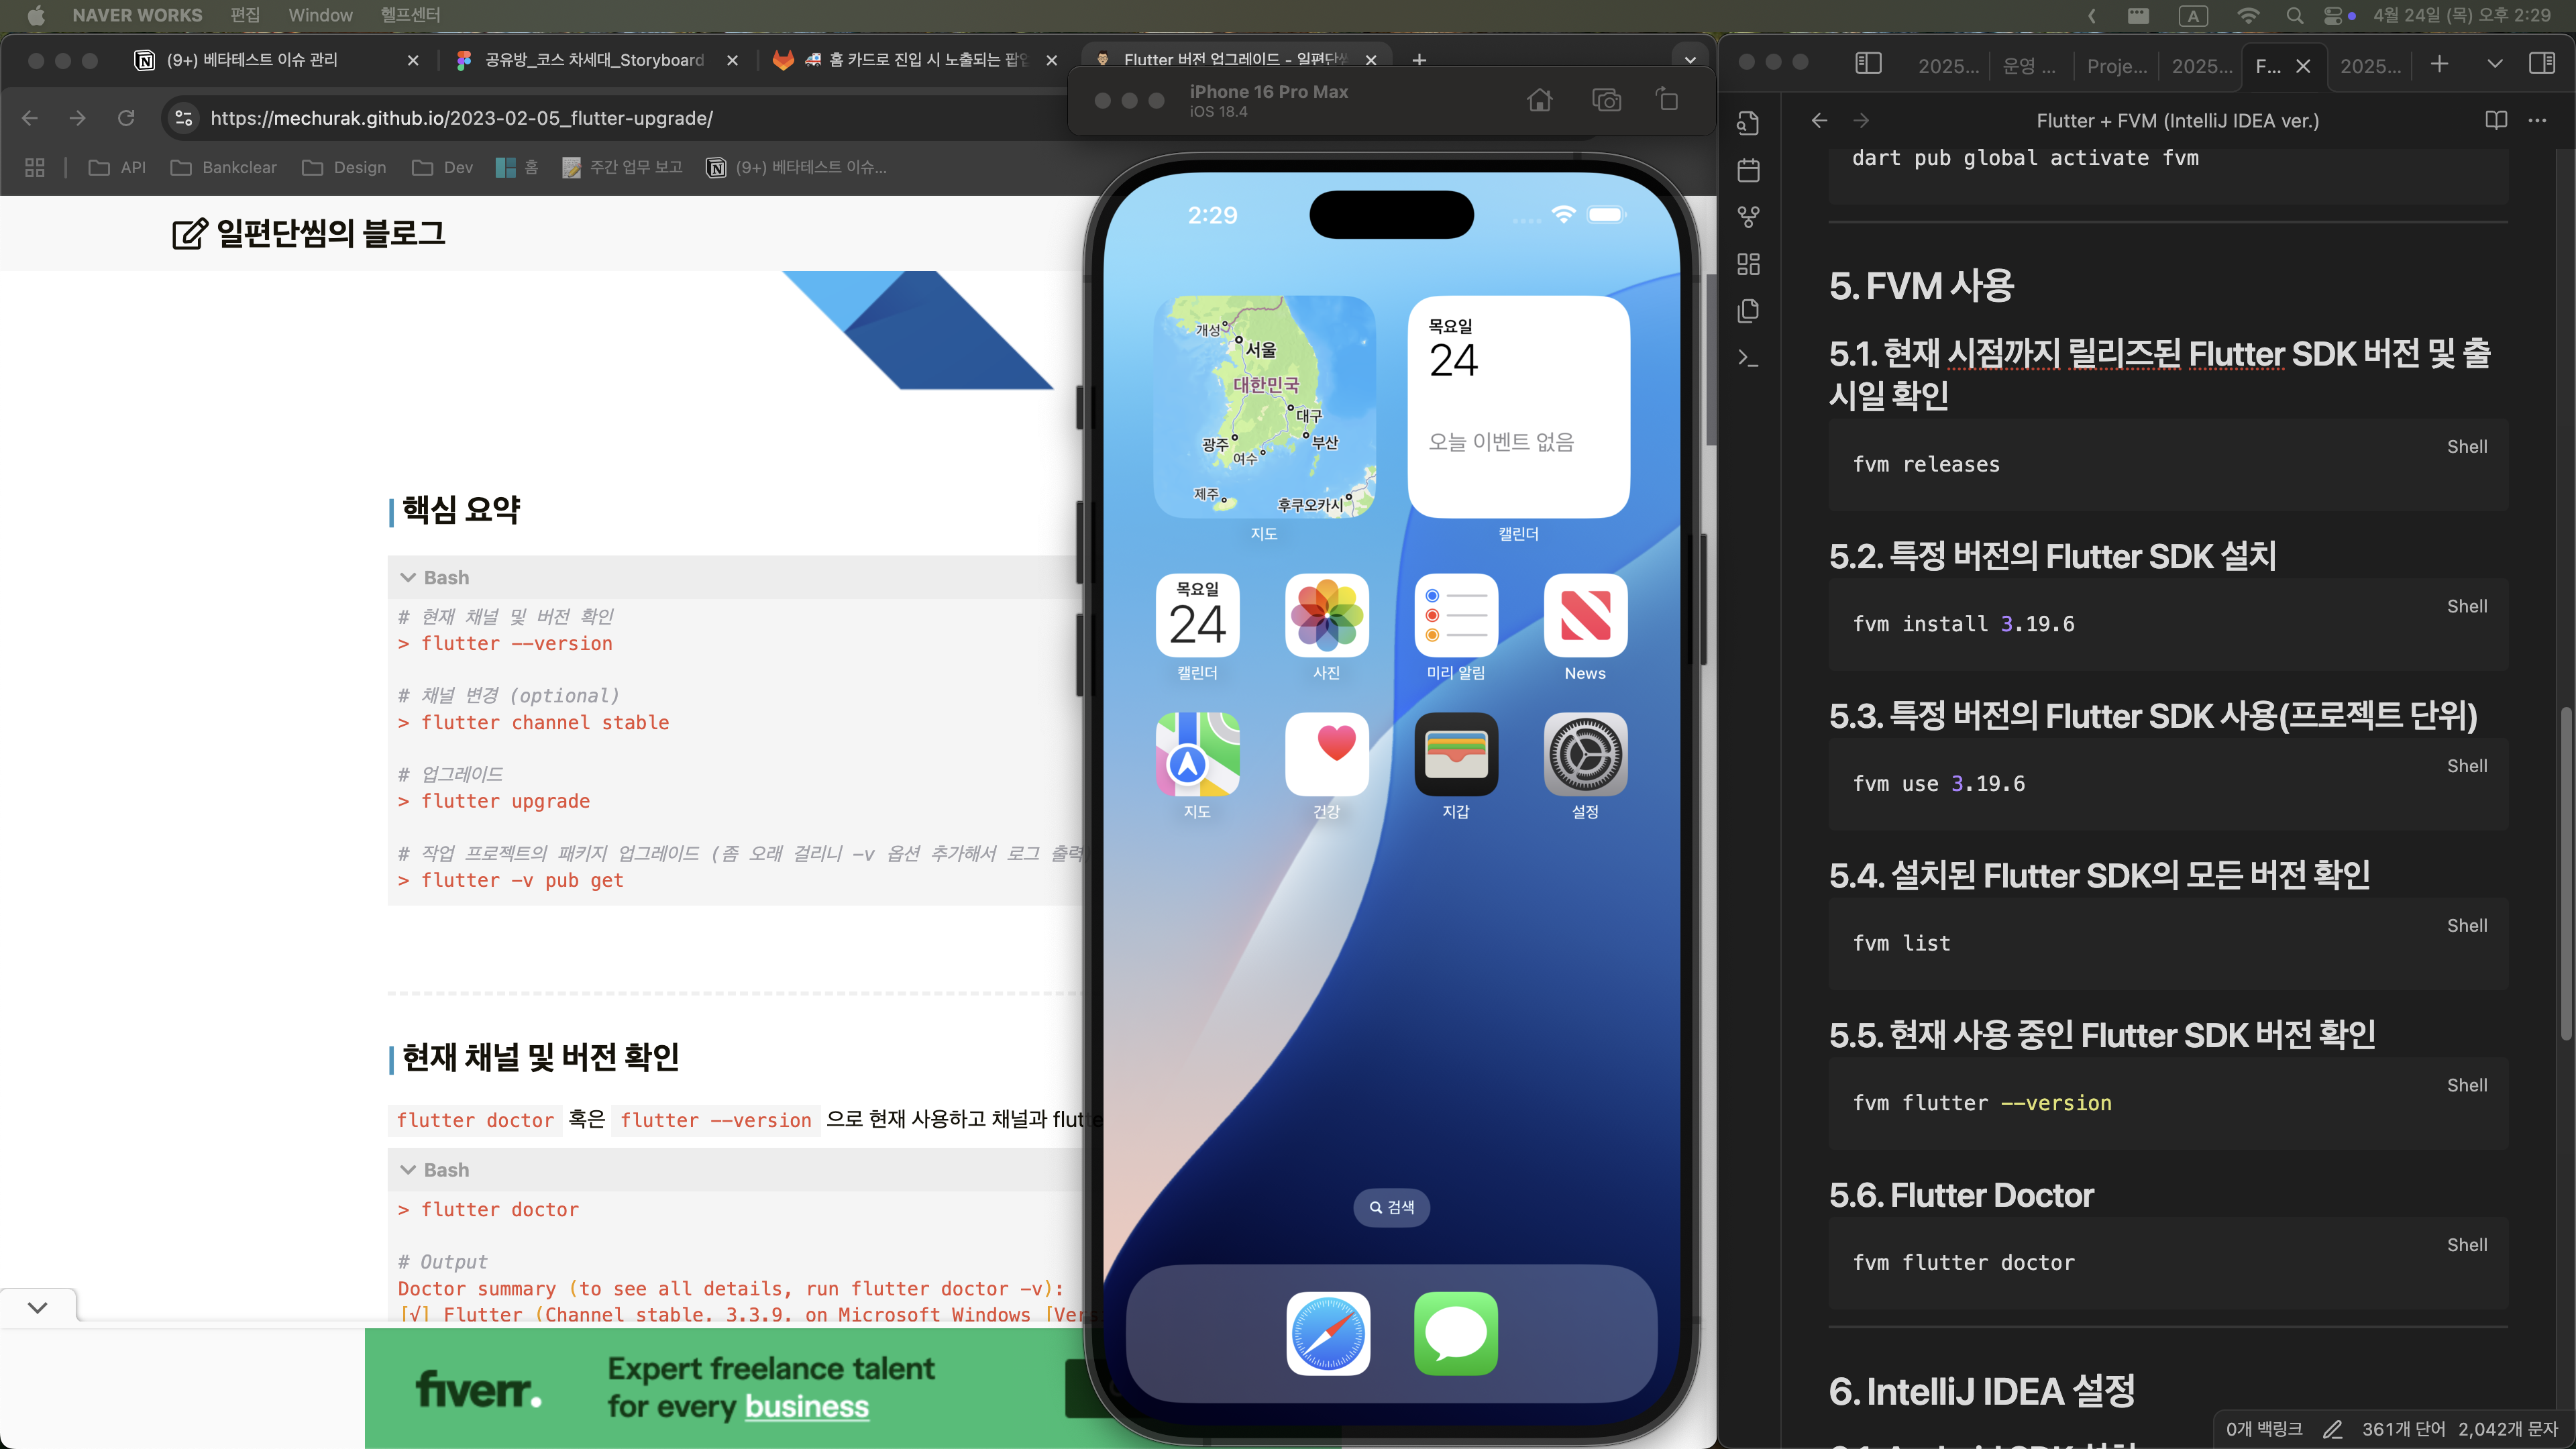 NAVER WORKS 편집 Window 헬프센터
A 4월 24일 (목) 오후 2:29
(9+) 베타테스트 이슈 관리
공유방_코스 차세대_Storyboard
홈 카드로 진입 시 노출되는 팝업
Flutter 버전 업그레이드 - 일편단씸
https://mechurak.github.io/2023-02-05_flutter-upgrade/
API Bankclear Design Dev 홈 주간 업무 보고 (9+) 베타테스트 이슈...
일편단씸의 블로그
핵심 요약
Bash
# 현재 채널 및 버전 확인
> flutter --version
# 채널 변경 (optional)
> flutter channel stable
# 업그레이드
> flutter upgrade
# 작업 프로젝트의 패키지 업그레이드 (좀 오래 걸리니 -v 옵션 추가해서 로그 출력
> flutter -v pub get
현재 채널 및 버전 확인
flutter doctor 혹은 flutter --version 으로 현재 사용하고 채널과 flutte
Bash
> flutter doctor
# Output
Doctor summary (to see all details, run flutter doctor -v):
[√] Flutter (Channel stable, 3.3.9, on Microsoft Windows [Vers
fiverr.
Expert freelance talent
for every business
iPhone 16 Pro Max
iOS 18.4
2:29
개성
서울
대한민국
대구
광주
부산
여수
제주
후쿠오카시
지도
목요일
24
오늘 이벤트 없음
캘린더
목요일
24
캘린더 사진 미리 알림 News
지도 건강 지갑 설정
검색
2025... 운영 ... Proje... 2025... F... 2025...
Flutter + FVM (IntelliJ IDEA ver.)
dart pub global activate fvm
5. FVM 사용
5.1. 현재 시점까지 릴리즈된 Flutter SDK 버전 및 출
시일 확인
Shell
fvm releases
5.2. 특정 버전의 Flutter SDK 설치
Shell
fvm install 3.19.6
5.3. 특정 버전의 Flutter SDK 사용(프로젝트 단위)
Shell
fvm use 3.19.6
5.4. 설치된 Flutter SDK의 모든 버전 확인
Shell
fvm list
5.5. 현재 사용 중인 Flutter SDK 버전 확인
Shell
fvm flutter --version
5.6. Flutter Doctor
Shell
fvm flutter doctor
6. IntelliJ IDEA 설정
0개 백링크 361개 단어 2,042개 문자